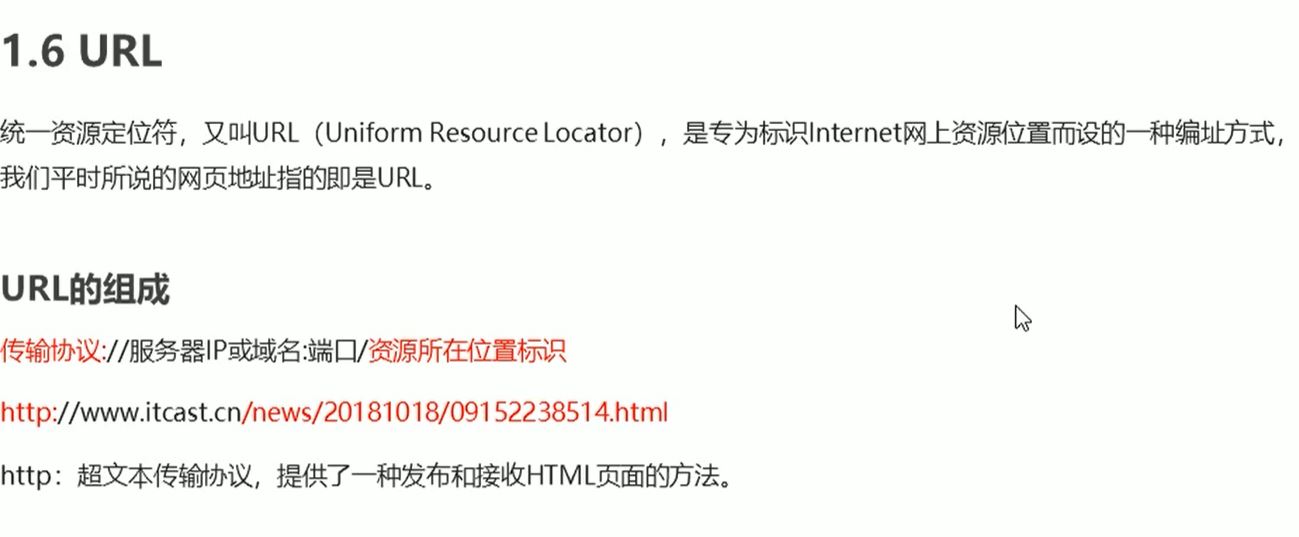 1.6 URL
统一资源定位符，又叫URL（Uniform Resource Locator），是专为标识Internet网上资源位置而设的一种编址方式，
我们平时所说的网页地址指的即是URL。
URL的组成
传输协议://服务器IP或域名:端口/资源所在位置标识
http://www.itcast.cn/news/20181018/09152238514.html
http：超文本传输协议，提供了一种发布和接收HTML页面的方法。